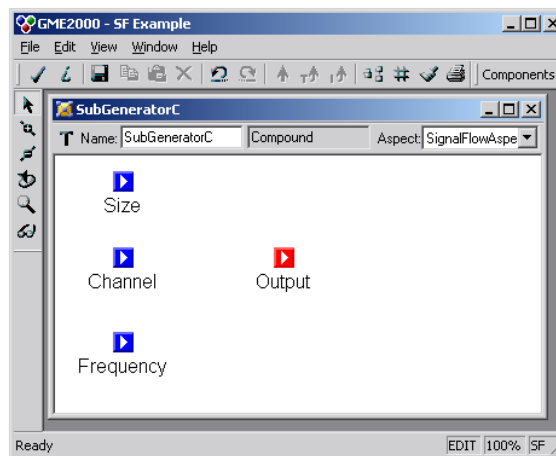 GME2000 - SF Example
File Edit View Window Help
Components
SubGeneratorC
Name: SubGeneratorC Compound Aspect: SignalFlowAspe
Size
Channel Output
Frequency
Ready EDIT 100% SF